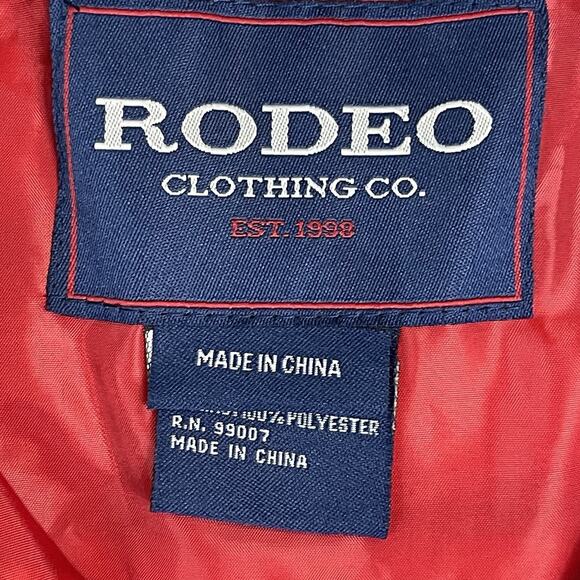 RODEO
CLOTHING CO.
EST. 1998
MADE IN CHINA
100% POLYESTER
R.N. 99007
MADE IN CHINA